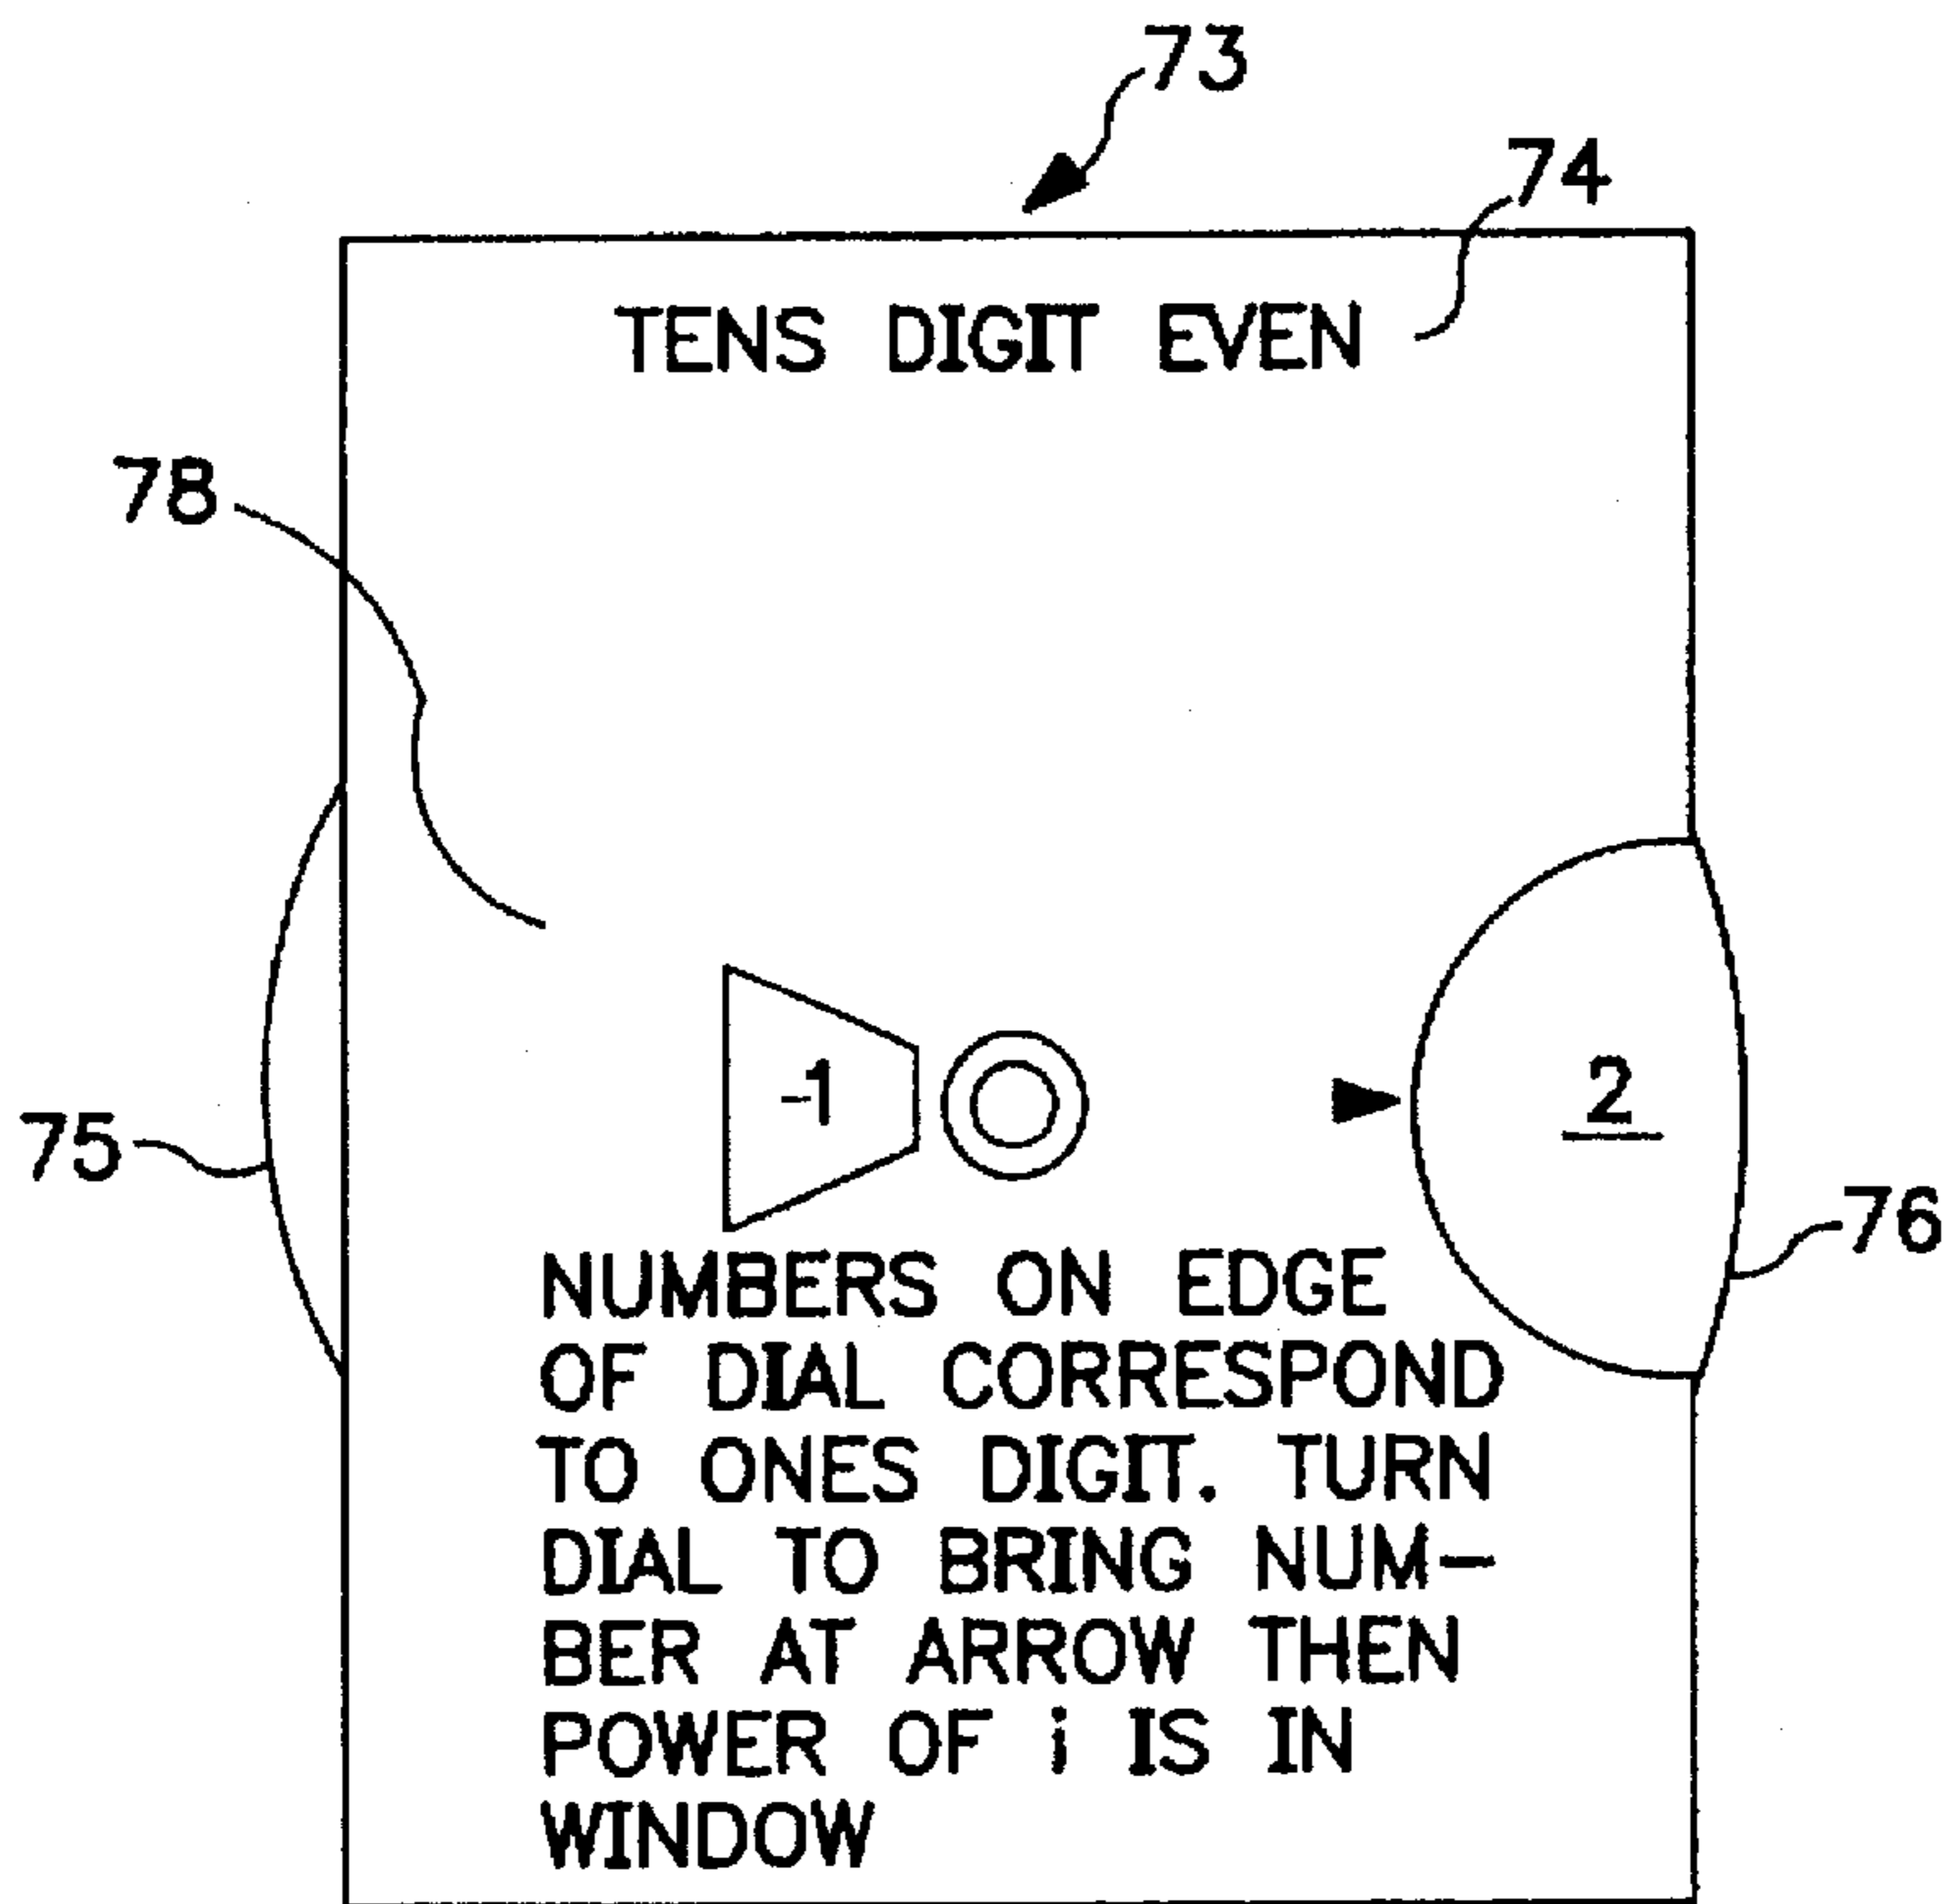 73
74
TENS DIGIT EVEN
78
-1
2
75
76
NUMBERS ON EDGE
OF DIAL CORRESPOND
TO ONES DIGIT. TURN
DIAL TO BRING NUM-
BER AT ARROW THEN
POWER OF i IS IN
WINDOW